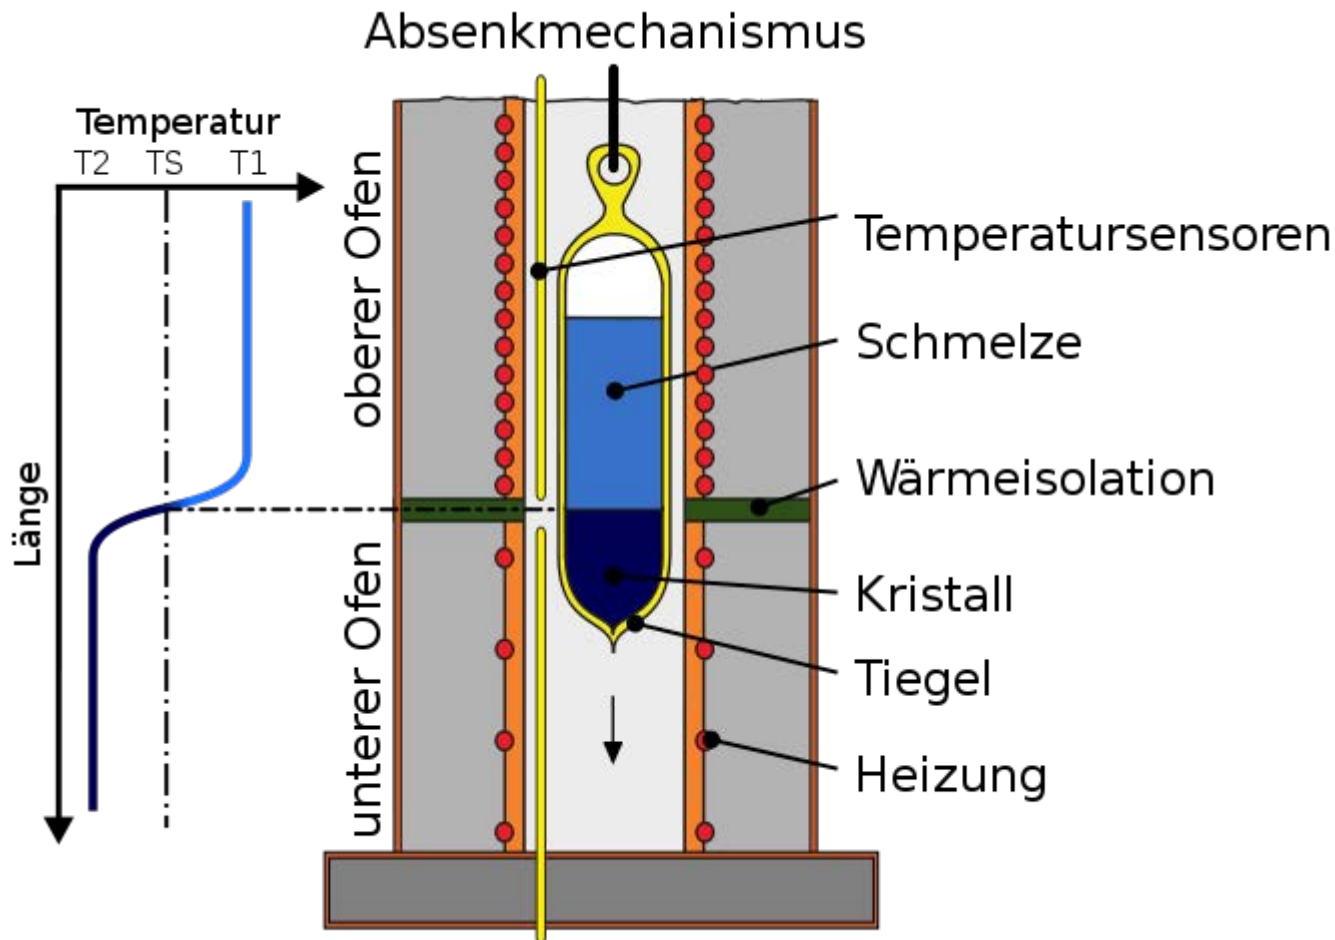 Absenkmechanismus
Temperatur
T2 TS T1
Länge
oberer Ofen
unterer Ofen
Temperatursensoren
Schmelze
Wärmeisolation
Kristall
Tiegel
Heizung